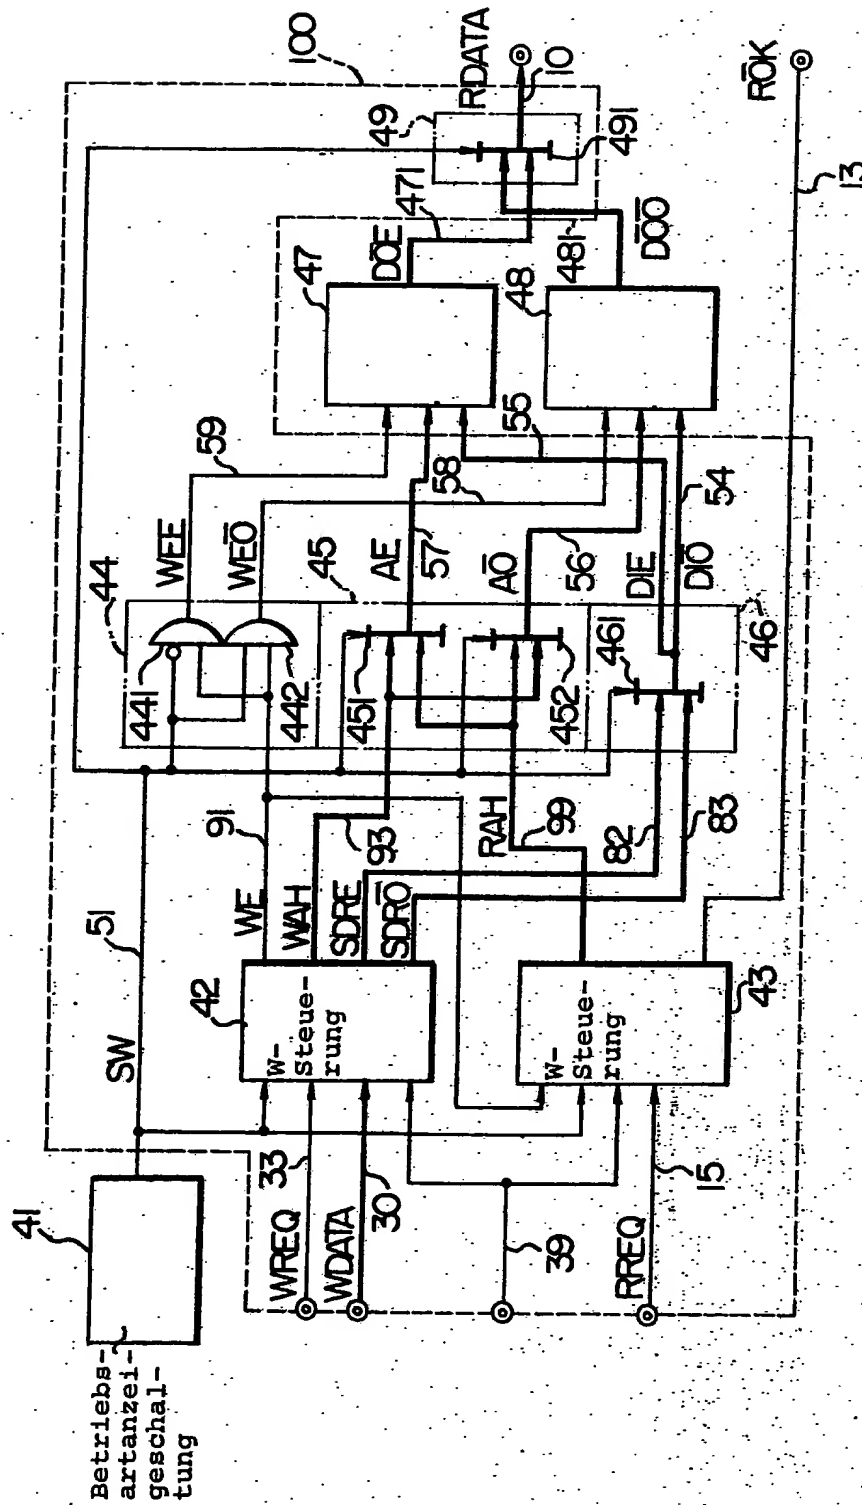 Betriebs-
artanzei-
geschal-
tung
41
SW
51
100
WREQ
33
WDATA
30
39
RREQ
15
42
W-
Steue-
rung
W-
Steue-
rung
43
WE
91
WAH
93
SDRE
SDRŌ
RAH
99
82
83
44
441
442
45
451
452
461
46
WEE
59
WEŌ
58
AE
57
AŌ
56
DIE
55
DIŌ
54
47
DŌE
471
48
DŌŌ
481
49
491
RDATA
10
RŌK
13